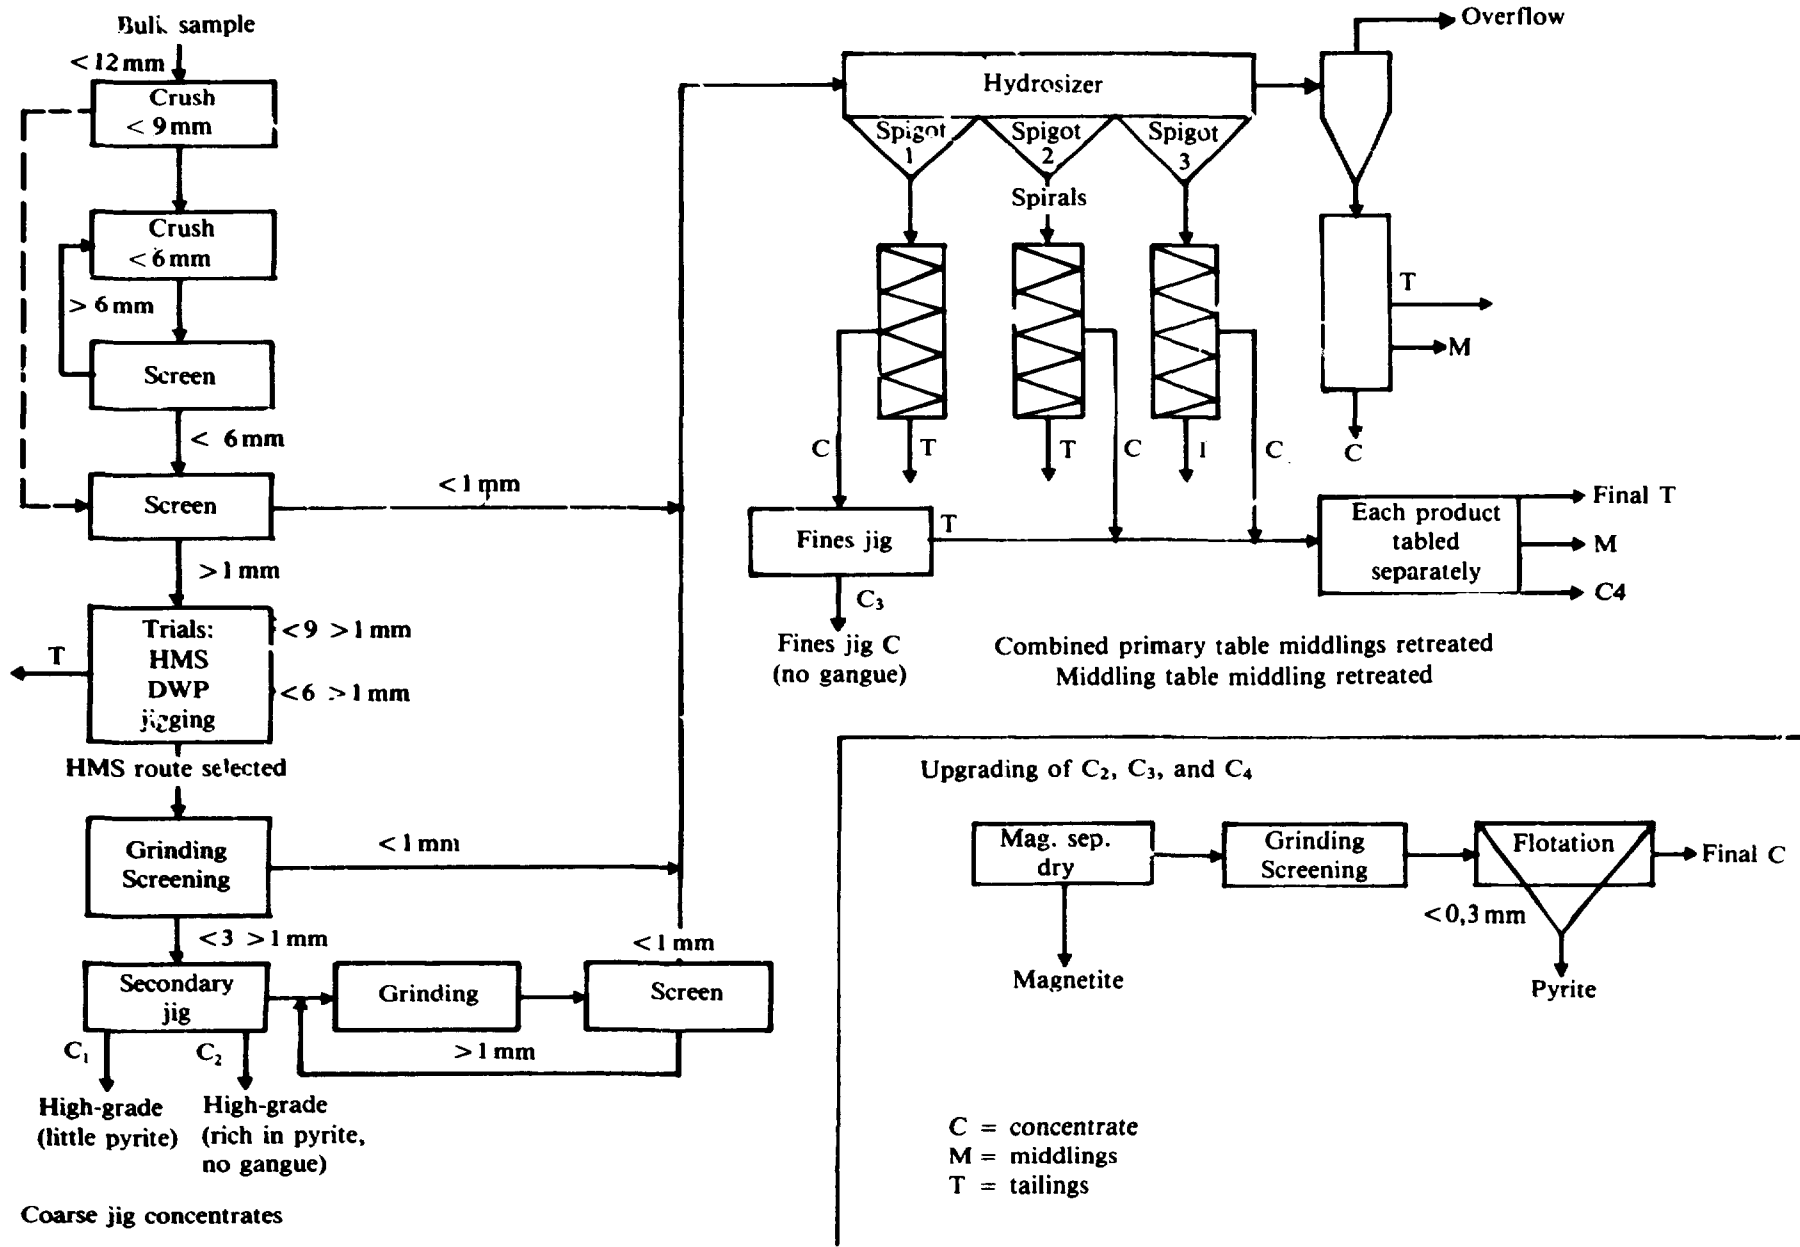 Bulk sample
<12 mm
Crush
< 9 mm
Crush
< 6 mm
> 6 mm
Screen
< 6 mm
Screen
<1 mm
>1 mm
Trials:
HMS
DWP
jigging
<9 >1 mm
<6 >1 mm
T
HMS route selected
Grinding
Screening
<1 mm
<3 >1 mm
Secondary
jig
Grinding
Screen
<1 mm
>1 mm
C₁
C₂
High-grade
(little pyrite)
High-grade
(rich in pyrite,
no gangue)
Coarse jig concentrates
Hydrosizer
Overflow
Spigot
1
Spigot
2
Spigot
3
Spirals
C
T
T
C
C
T
M
C
Fines jig
T
C₃
Fines jig C
(no gangue)
Each product
tabled
separately
Final T
M
C4
Combined primary table middlings retreated
Middling table middling retreated
Upgrading of C₂, C₃, and C₄
Mag. sep.
dry
Grinding
Screening
Flotation
Final C
<0,3 mm
Magnetite
Pyrite
C = concentrate
M = middlings
T = tailings